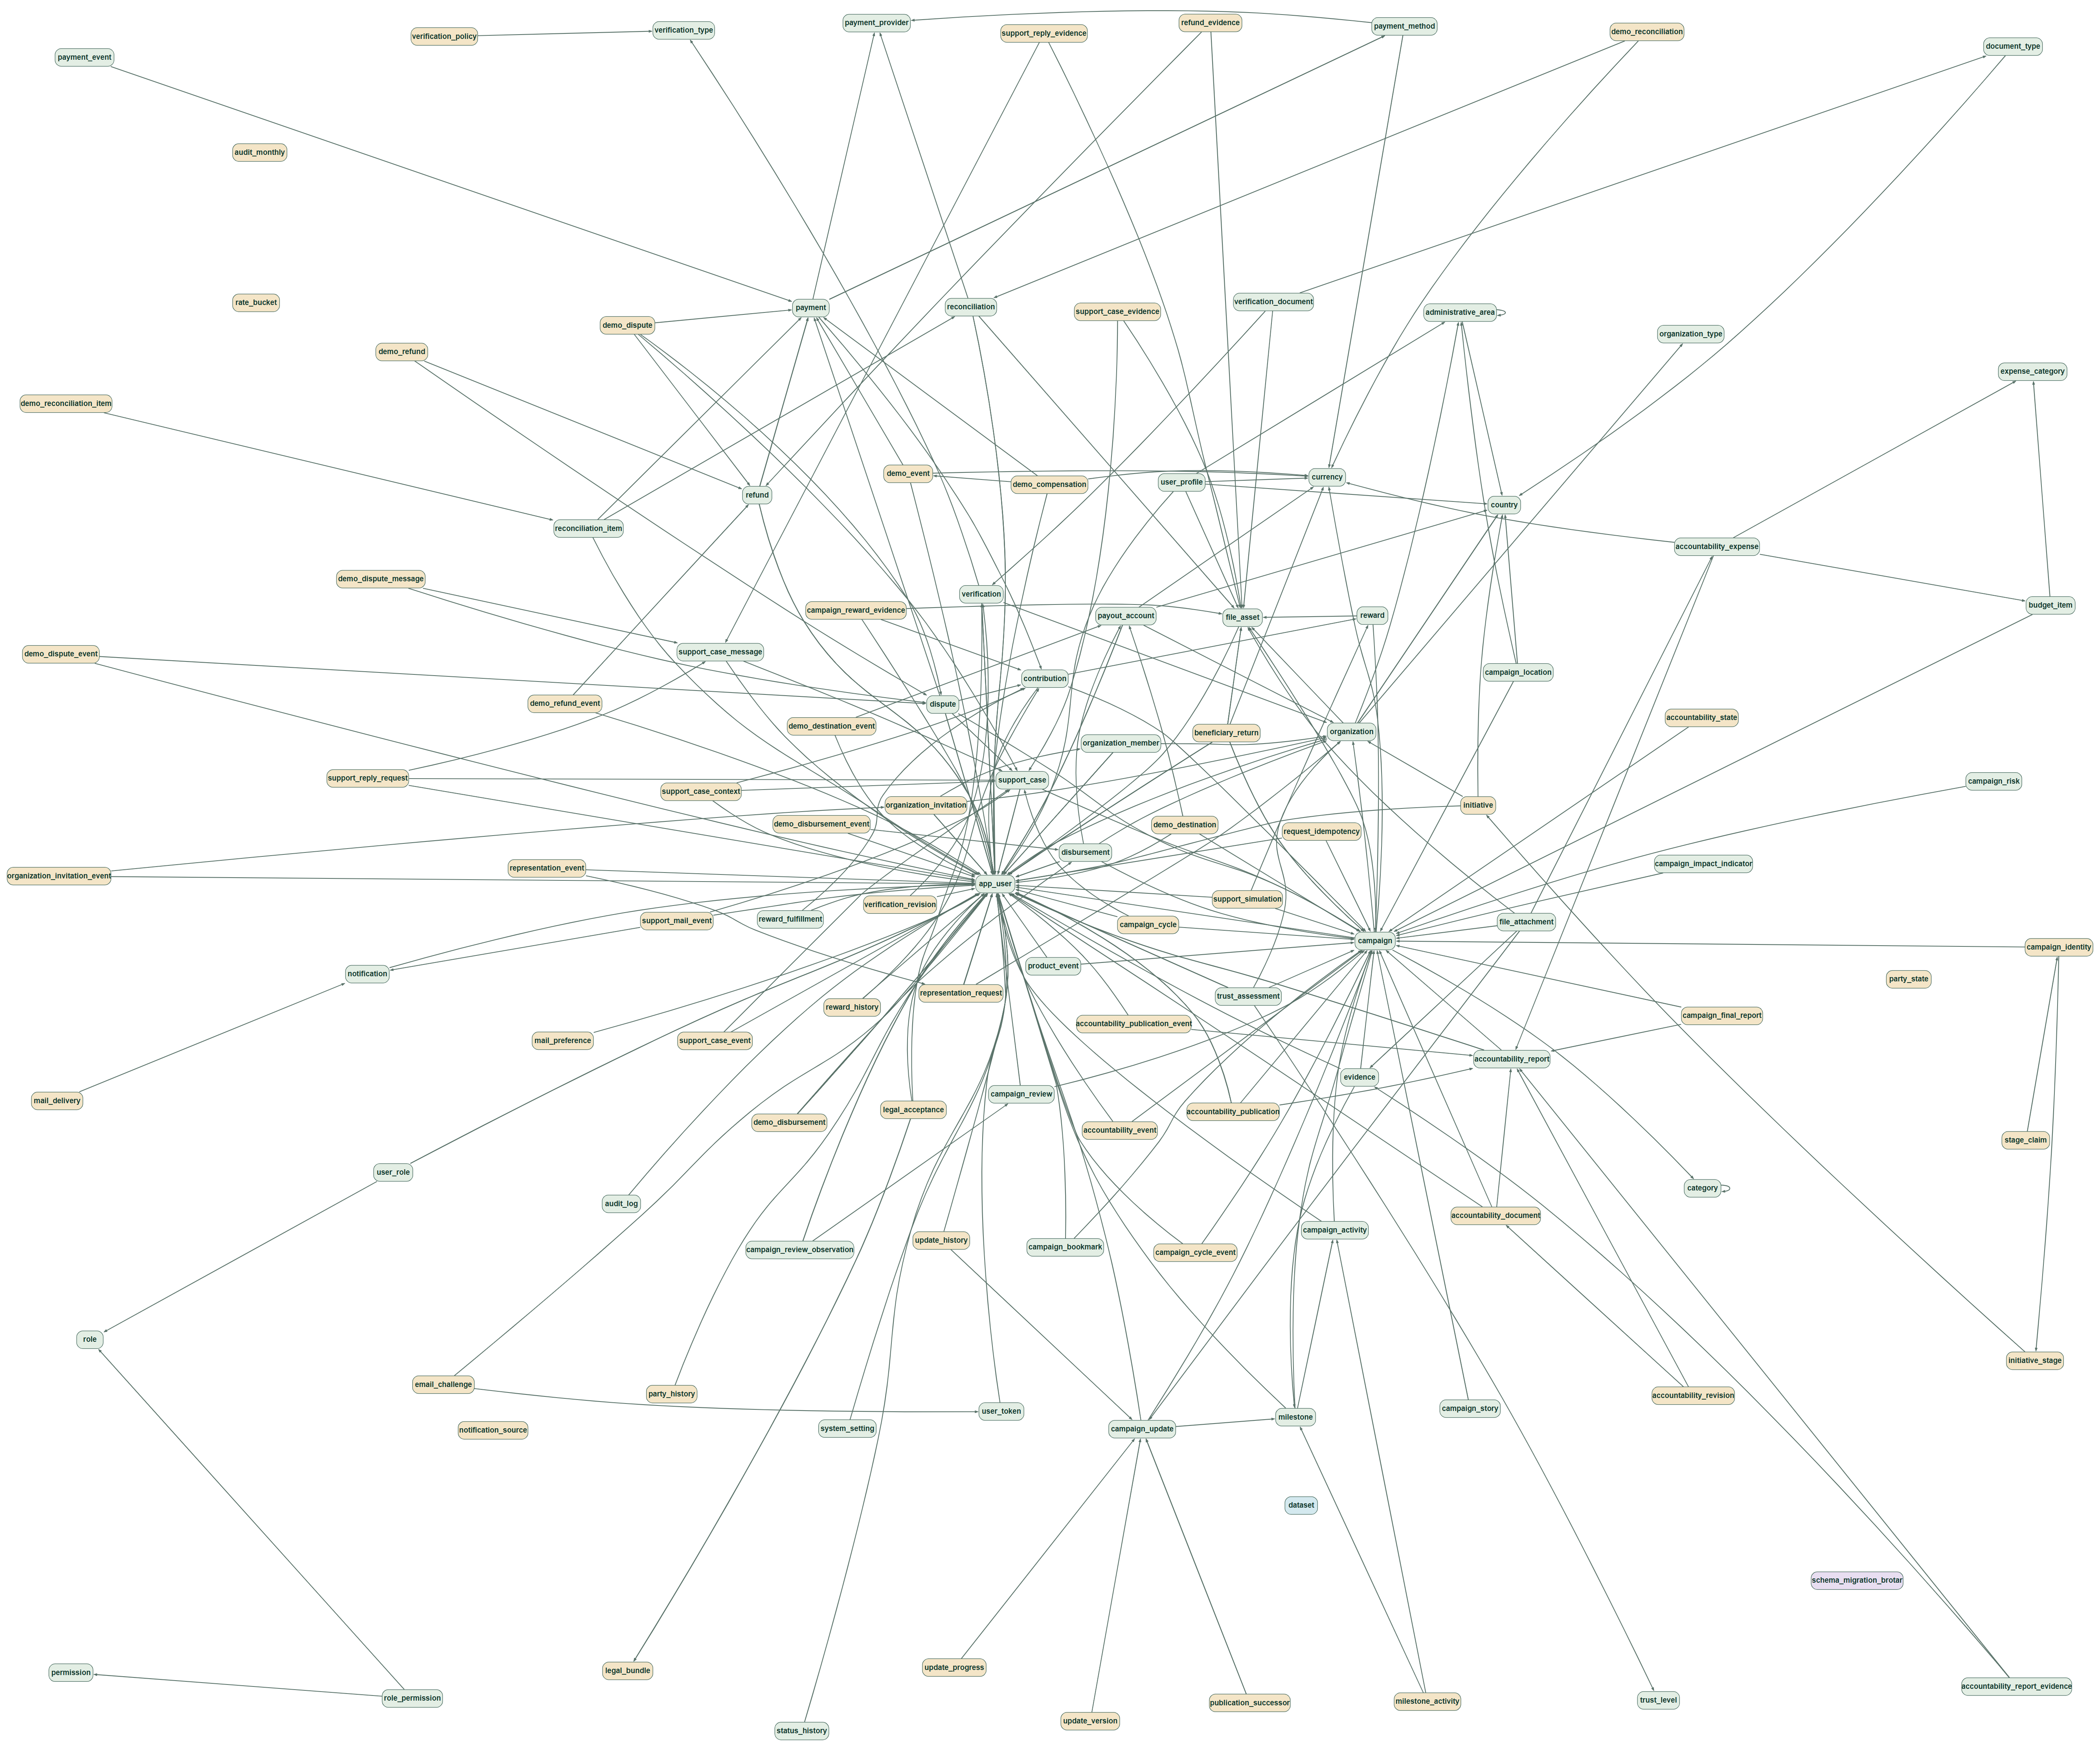 payment_provider
refund_evidence
payment_method
verification_type
support_reply_evidence
demo_reconciliation
verification_policy
document_type
payment_event
audit_monthly
rate_bucket
verification_document
payment
reconciliation
support_case_evidence
administrative_area
demo_dispute
organization_type
demo_refund
expense_category
demo_reconciliation_item
demo_event
currency
user_profile
demo_compensation
refund
country
reconciliation_item
accountability_expense
demo_dispute_message
verification
budget_item
campaign_reward_evidence
payout_account
file_asset
reward
support_case_message
demo_dispute_event
campaign_location
contribution
demo_refund_event
dispute
accountability_state
demo_destination_event
beneficiary_return
organization
organization_member
support_reply_request
support_case
campaign_risk
support_case_context
organization_invitation
initiative
demo_disbursement_event
demo_destination
request_idempotency
disbursement
campaign_impact_indicator
representation_event
organization_invitation_event
app_user
support_simulation
verification_revision
reward_fulfillment
support_mail_event
campaign_cycle
file_attachment
campaign
campaign_identity
product_event
notification
party_state
representation_request
trust_assessment
reward_history
campaign_final_report
accountability_publication_event
mail_preference
support_case_event
accountability_report
evidence
campaign_review
mail_delivery
legal_acceptance
accountability_publication
demo_disbursement
accountability_event
stage_claim
user_role
category
audit_log
accountability_document
campaign_activity
update_history
campaign_bookmark
campaign_review_observation
campaign_cycle_event
role
initiative_stage
email_challenge
party_history
accountability_revision
campaign_story
user_token
milestone
system_setting
campaign_update
notification_source
dataset
schema_migration_brotar
update_progress
legal_bundle
permission
accountability_report_evidence
role_permission
trust_level
milestone_activity
publication_successor
update_version
status_history